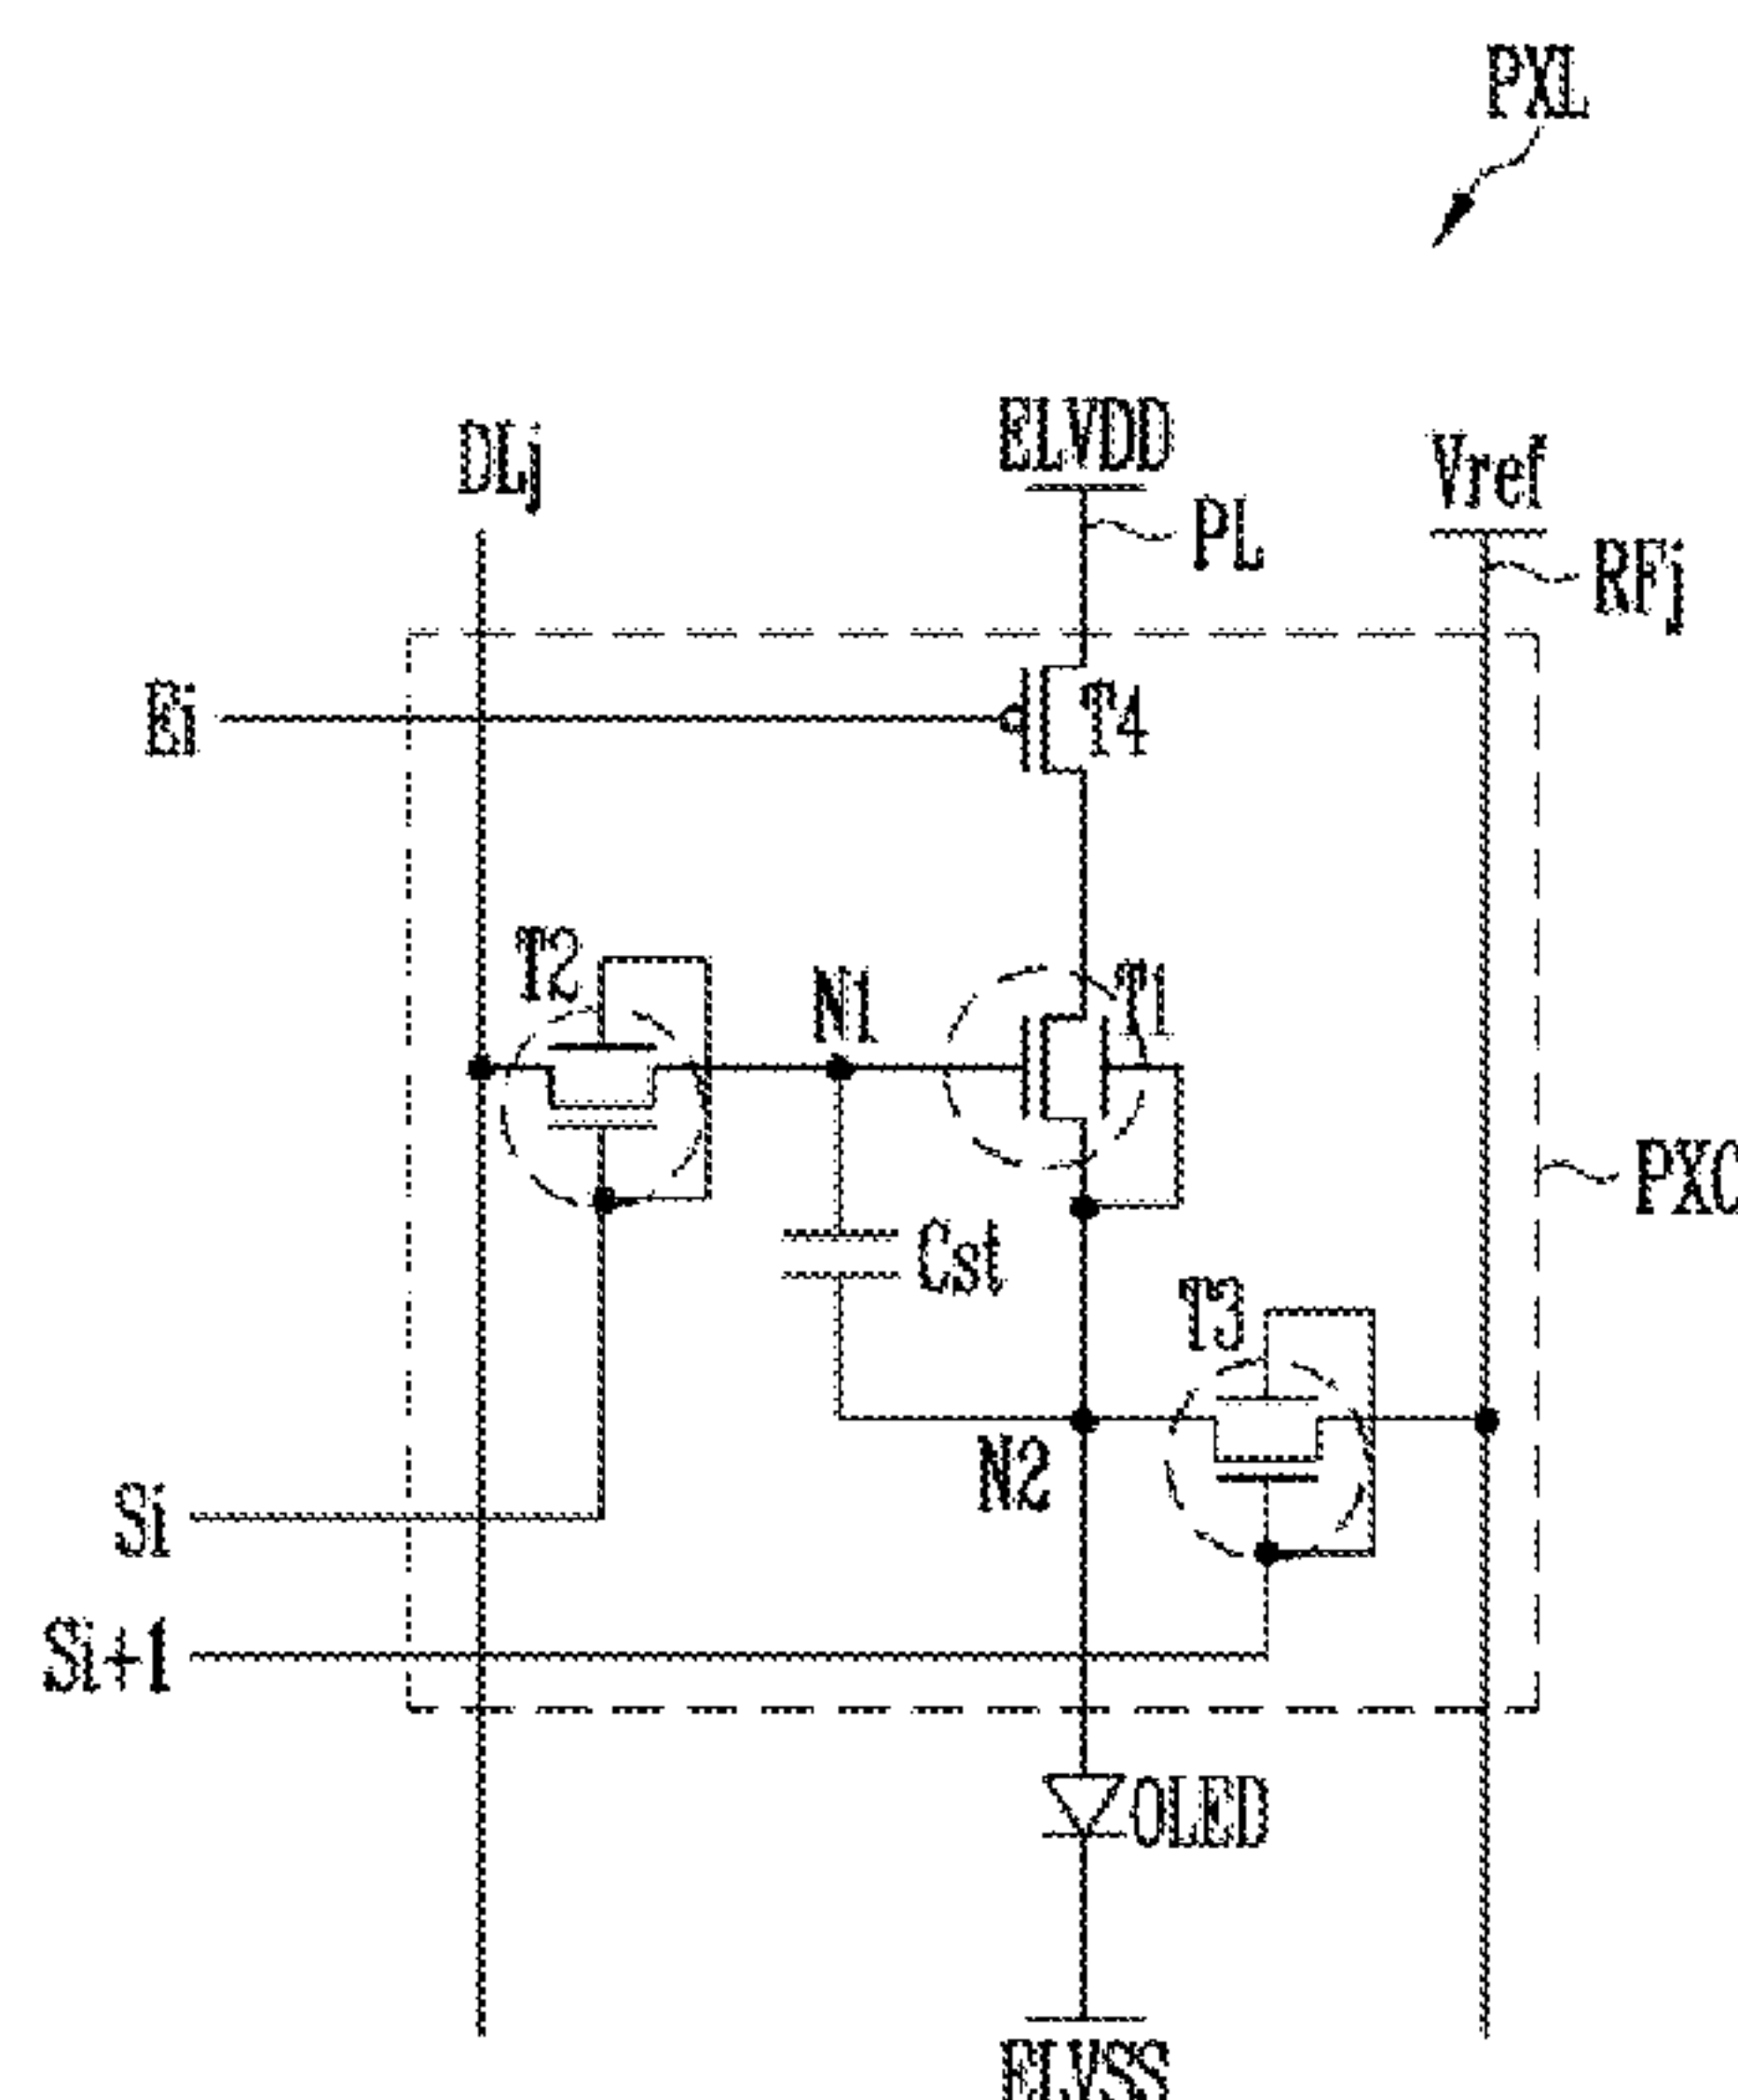 PXL
DLj
ELVDD
Vref
PL
RFj
Ei
T4
T2
N1
T1
PXC
Cst
T3
N2
Si
Si+1
OLED
ELVSS